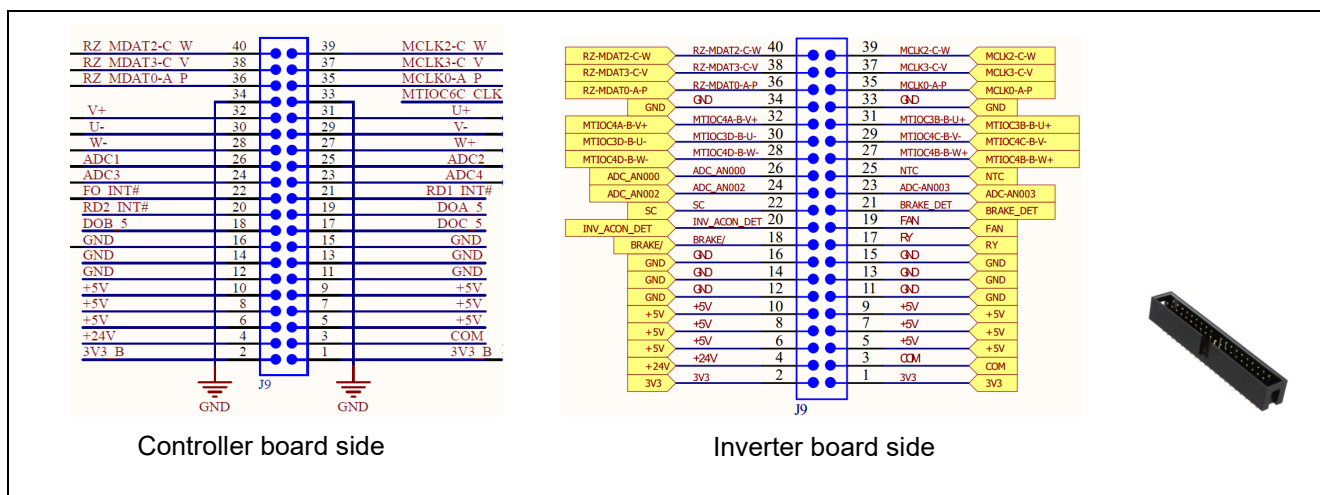 RZ_MDAT2-C_W 40 39 MCLK2-C_W
RZ_MDAT3-C_V 38 37 MCLK3-C_V
RZ_MDAT0-A_P 36 35 MCLK0-A_P
34 33 MTIOC6C_CLK
V+ 32 31 U+
U- 30 29 V-
W- 28 27 W+
ADC1 26 25 ADC2
ADC3 24 23 ADC4
FO_INT# 22 21 RD1_INT#
RD2_INT# 20 19 DOA_5
DOB_5 18 17 DOC_5
GND 16 15 GND
GND 14 13 GND
GND 12 11 GND
+5V 10 9 +5V
+5V 8 7 +5V
+5V 6 5 +5V
+24V 4 3 COM
3V3_B 2 1 3V3_B
J9
GND GND
Controller board side
RZ-MDAT2-C-W RZ-MDAT2-C-W 40 39 MCLK2-C-W MCLK2-C-W
RZ-MDAT3-C-V RZ-MDAT3-C-V 38 37 MCLK3-C-V MCLK3-C-V
RZ-MDAT0-A-P RZ-MDAT0-A-P 36 35 MCLK0-A-P MCLK0-A-P
GND GND 34 33 GND GND
MTIOC4A-B-V+ MTIOC4A-B-V+ 32 31 MTIOC3B-B-U+ MTIOC3B-B-U+
MTIOC3D-B-U- MTIOC3D-B-U- 30 29 MTIOC4C-B-V- MTIOC4C-B-V-
MTIOC4D-B-W- MTIOC4D-B-W- 28 27 MTIOC4B-B-W+ MTIOC4B-B-W+
ADC_AN000 ADC_AN000 26 25 NTC NTC
ADC_AN002 ADC_AN002 24 23 ADC-AN003 ADC-AN003
SC SC 22 21 BRAKE_DET BRAKE_DET
INV_ACON_DET INV_ACON_DET 20 19 FAN FAN
BRAKE/ BRAKE/ 18 17 RY RY
GND GND 16 15 GND GND
GND GND 14 13 GND GND
GND GND 12 11 GND GND
+5V +5V 10 9 +5V +5V
+5V +5V 8 7 +5V +5V
+5V +5V 6 5 +5V +5V
+24V +24V 4 3 COM COM
3V3 3V3 2 1 3V3 3V3
J9
Inverter board side